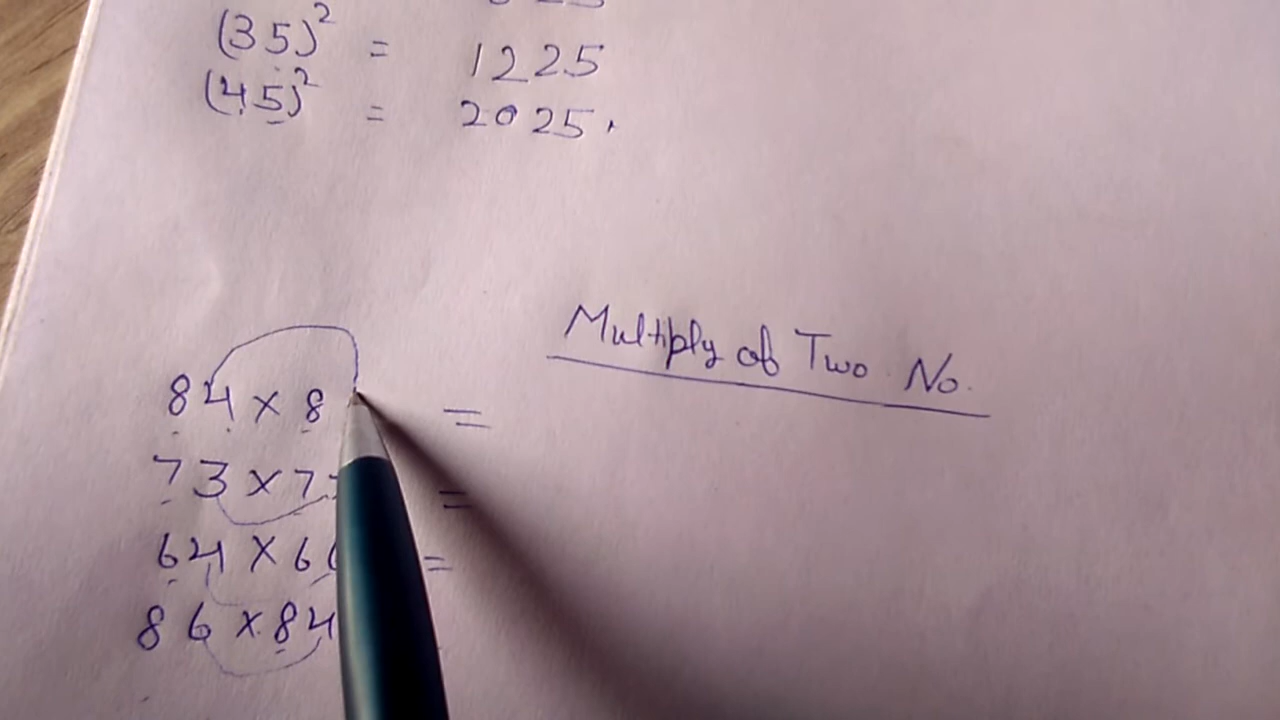 (35)² = 1225
(45)² = 2025.
Multiply of Two No.
84 × 8 =
73 × 7 =
64 × 6 =
86 × 84